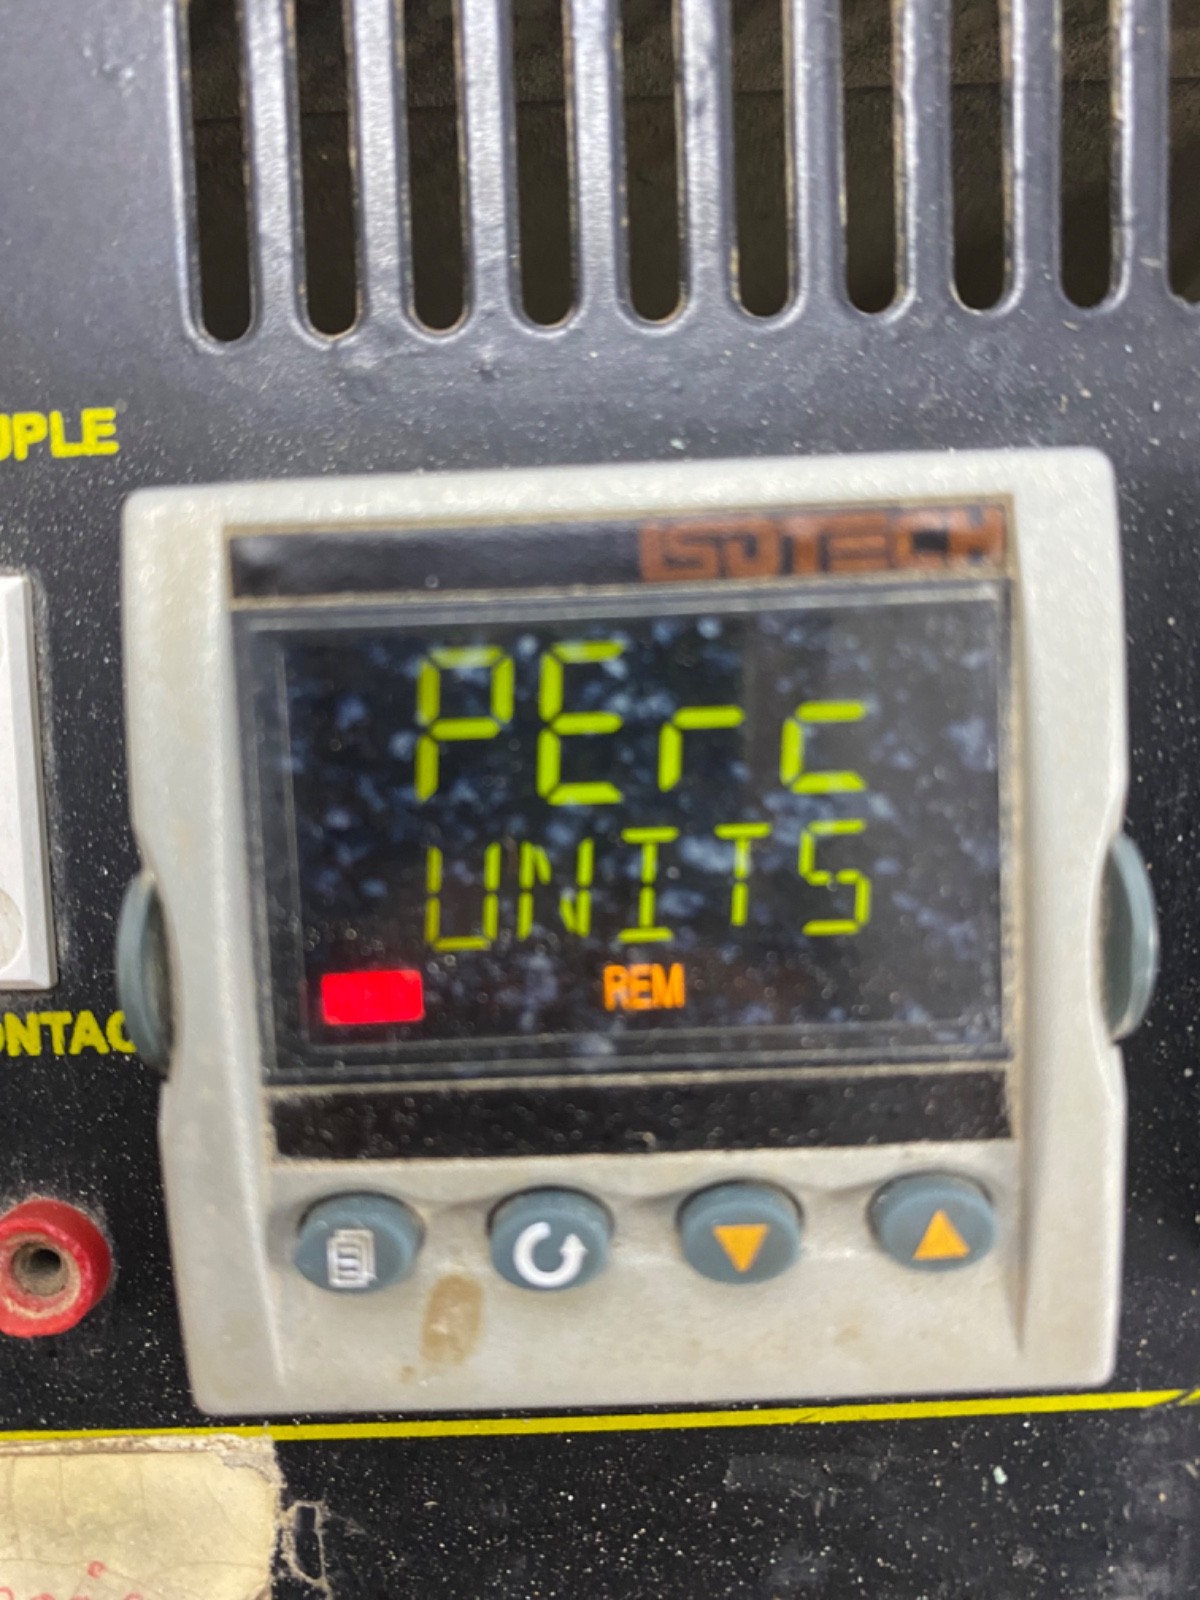 UPLE
ISOTECH
PErc
UNITS
REM
ONTAC